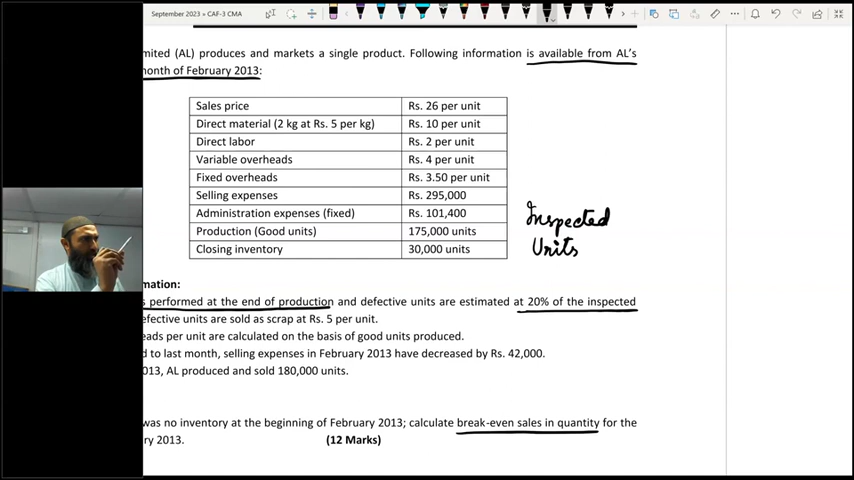 September 2023 » CAF-3 CMA
mited (AL) produces and markets a single product. Following information is available from AL's
month of February 2013:
Sales price Rs. 26 per unit
Direct material (2 kg at Rs. 5 per kg) Rs. 10 per unit
Direct labor Rs. 2 per unit
Variable overheads Rs. 4 per unit
Fixed overheads Rs. 3.50 per unit
Selling expenses Rs. 295,000
Administration expenses (fixed) Rs. 101,400
Production (Good units) 175,000 units
Closing inventory 30,000 units
Inspected
Units
rmation:
s performed at the end of production and defective units are estimated at 20% of the inspected
efective units are sold as scrap at Rs. 5 per unit.
eads per unit are calculated on the basis of good units produced.
d to last month, selling expenses in February 2013 have decreased by Rs. 42,000.
013, AL produced and sold 180,000 units.
was no inventory at the beginning of February 2013; calculate break-even sales in quantity for the
ry 2013. (12 Marks)